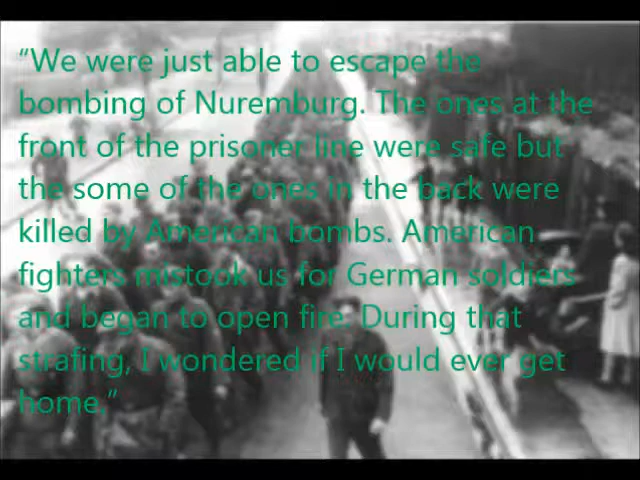 “We were just able to escape the
bombing of Nuremburg. The ones at the
front of the prisoner line were safe but
the some of the ones in the back were
killed by American bombs. American
fighters mistook us for German soldiers
and began to open fire. During that
strafing, I wondered if I would ever get
home.”